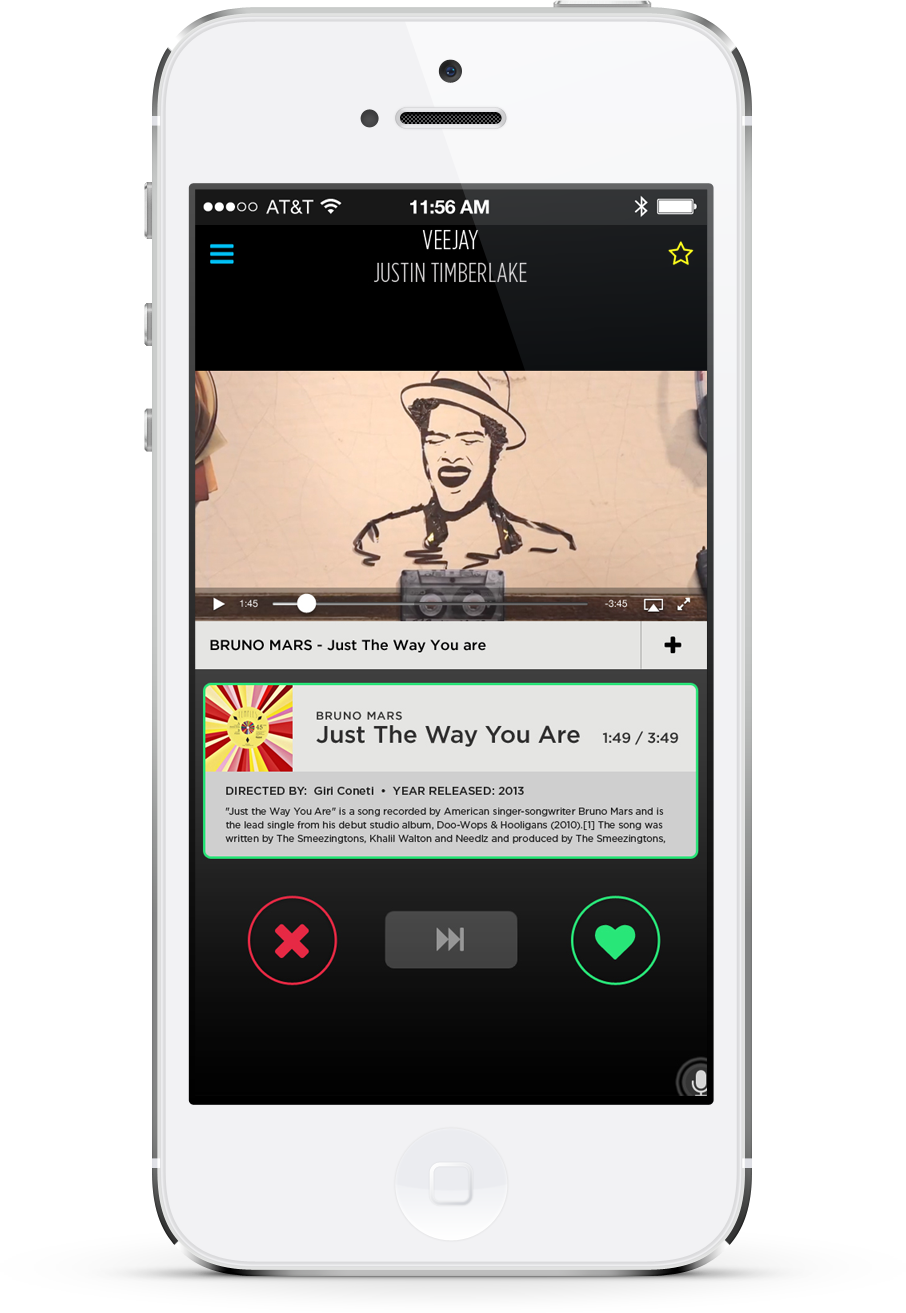 AT&T 11:56 AM
VEEJAY
JUSTIN TIMBERLAKE
1:45 -3:45
BRUNO MARS - Just The Way You are
BRUNO MARS
Just The Way You Are 1:49 / 3:49
DIRECTED BY: Giri Coneti • YEAR RELEASED: 2013
"Just the Way You Are" is a song recorded by American singer-songwriter Bruno Mars and is
the lead single from his debut studio album, Doo-Wops & Hooligans (2010).[1] The song was
written by The Smeezingtons, Khalil Walton and Needlz and produced by The Smeezingtons,